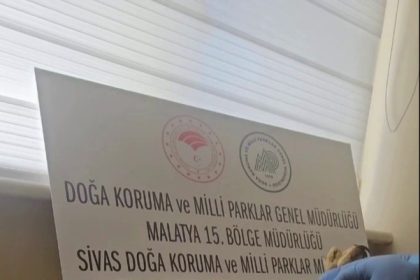 DOĞA KORUMA ve MİLLİ PARKLAR GENEL MÜDÜRLÜĞÜ
MALATYA 15. BÖLGE MÜDÜRLÜĞÜ
SİVAS DOĞA KORUMA ve MİLLİ PARKLAR